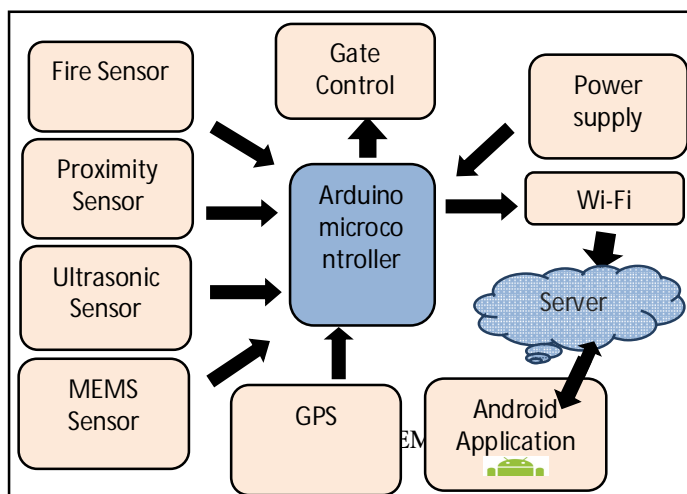 Fire Sensor
Proximity
Sensor
Ultrasonic
Sensor
MEMS
Sensor
Gate
Control
Arduino
microco
ntroller
GPS
Power
supply
Wi-Fi
Server
Android
Application